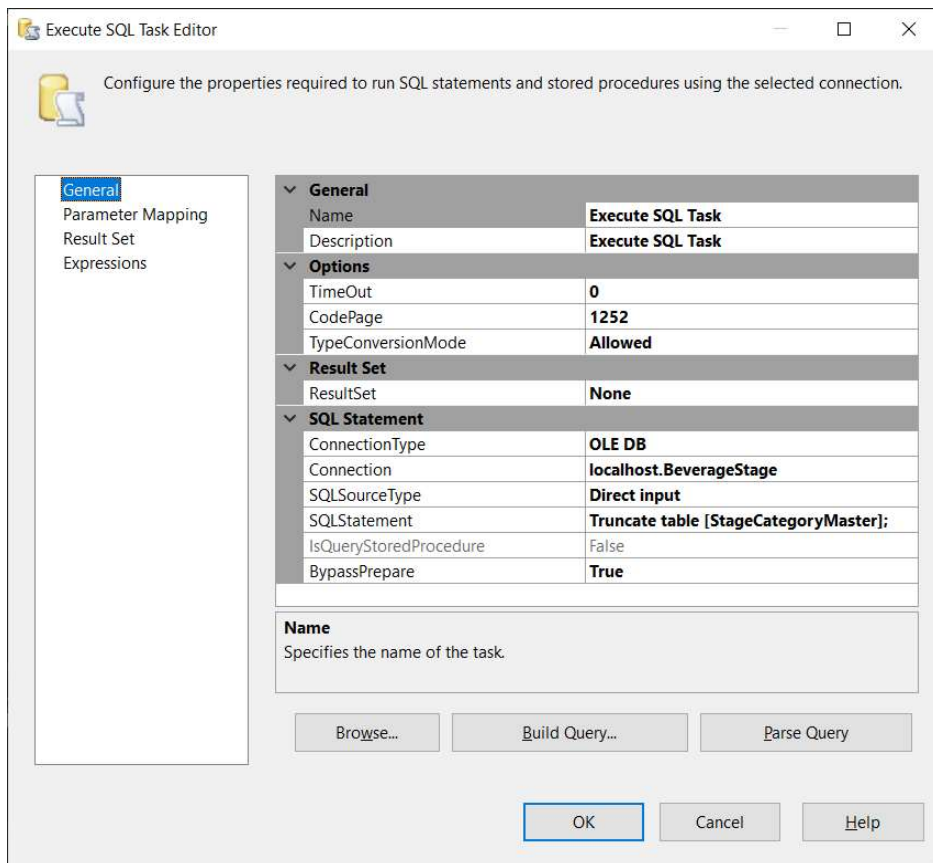 Execute SQL Task Editor
Configure the properties required to run SQL statements and stored procedures using the selected connection.
General
Parameter Mapping
Result Set
Expressions
General
Name Execute SQL Task
Description Execute SQL Task
Options
TimeOut 0
CodePage 1252
TypeConversionMode Allowed
Result Set
ResultSet None
SQL Statement
ConnectionType OLE DB
Connection localhost.BeverageStage
SQLSourceType Direct input
SQLStatement Truncate table [StageCategoryMaster];
IsQueryStoredProcedure False
BypassPrepare True
Name
Specifies the name of the task.
Browse... Build Query... Parse Query
OK Cancel Help